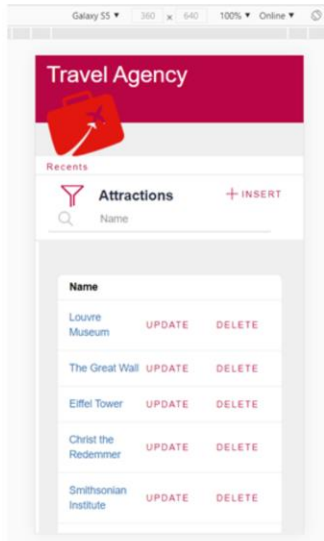 Galaxy S5 ▼ 360 x 640 100% ▼ Online ▼
Travel Agency
Recents
Attractions + INSERT
Name
Name
Louvre
Museum UPDATE DELETE
The Great Wall UPDATE DELETE
Eiffel Tower UPDATE DELETE
Christ the
Redemmer UPDATE DELETE
Smithsonian
Institute UPDATE DELETE